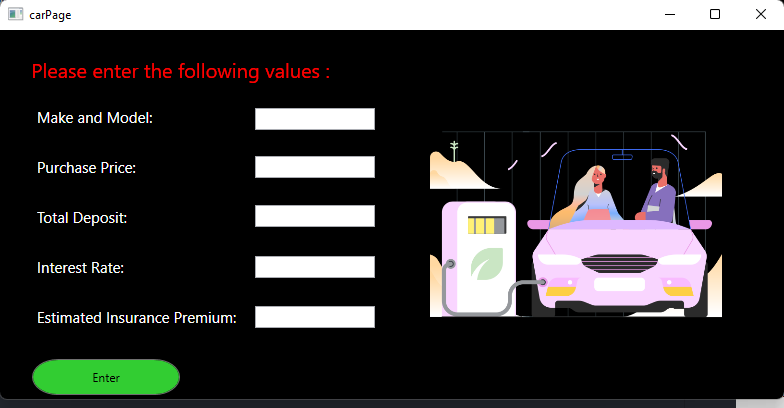 carPage
Please enter the following values :
Make and Model:
Purchase Price:
Total Deposit:
Interest Rate:
Estimated Insurance Premium:
Enter